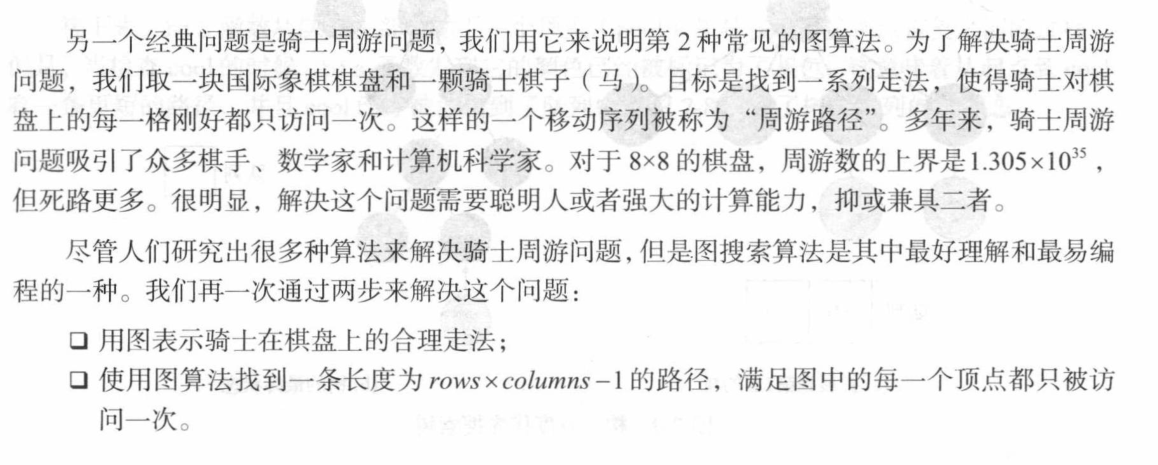 另一个经典问题是骑士周游问题，我们用它来说明第 2 种常见的图算法。为了解决骑士周游
问题，我们取一块国际象棋棋盘和一颗骑士棋子（马）。目标是找到一系列走法，使得骑士对棋
盘上的每一格刚好都只访问一次。这样的一个移动序列被称为“周游路径”。多年来，骑士周游
问题吸引了众多棋手、数学家和计算机科学家。对于 8×8 的棋盘，周游数的上界是1.305×10³⁵，
但死路更多。很明显，解决这个问题需要聪明人或者强大的计算能力，抑或兼具二者。
尽管人们研究出很多种算法来解决骑士周游问题，但是图搜索算法是其中最好理解和最易编
程的一种。我们再一次通过两步来解决这个问题：
❑ 用图表示骑士在棋盘上的合理走法；
❑ 使用图算法找到一条长度为 rows×columns −1的路径，满足图中的每一个顶点都只被访
问一次。